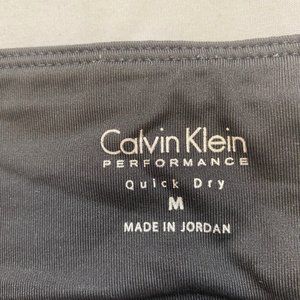 Calvin Klein
PERFORMANCE
Quick Dry
M
MADE IN JORDAN